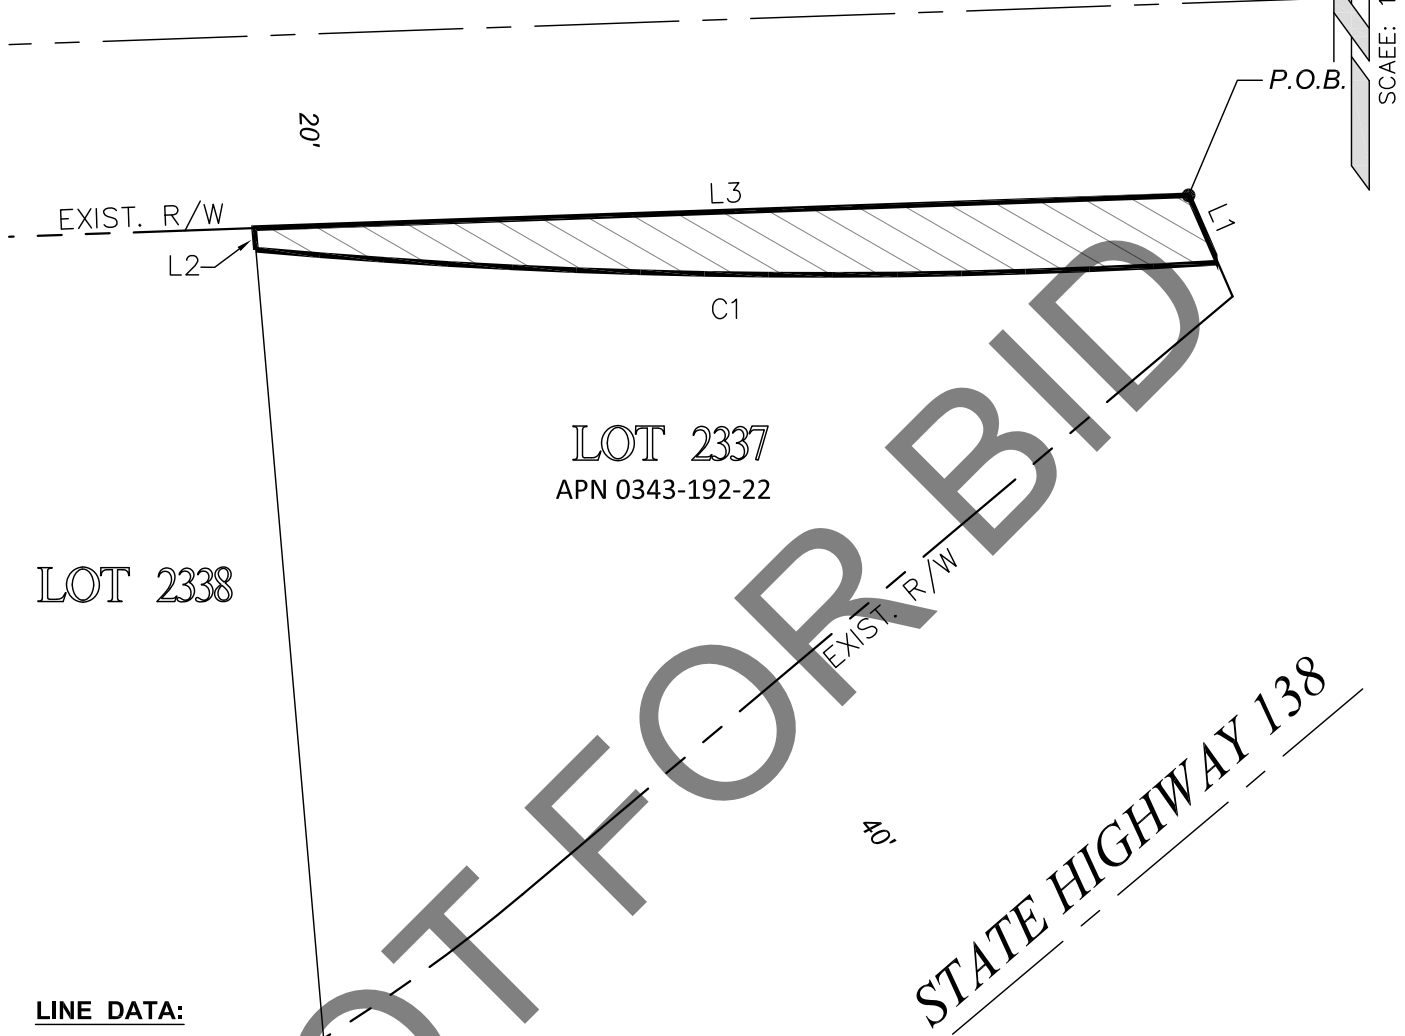 P.O.B.
SCAEE: 1
20'
L3
EXIST. R/W
L1
L2
C1
LOT 2337
APN 0343-192-22
LOT 2338
EXIST. R/W
40'
STATE HIGHWAY 138
LINE DATA:
OT FOR BID